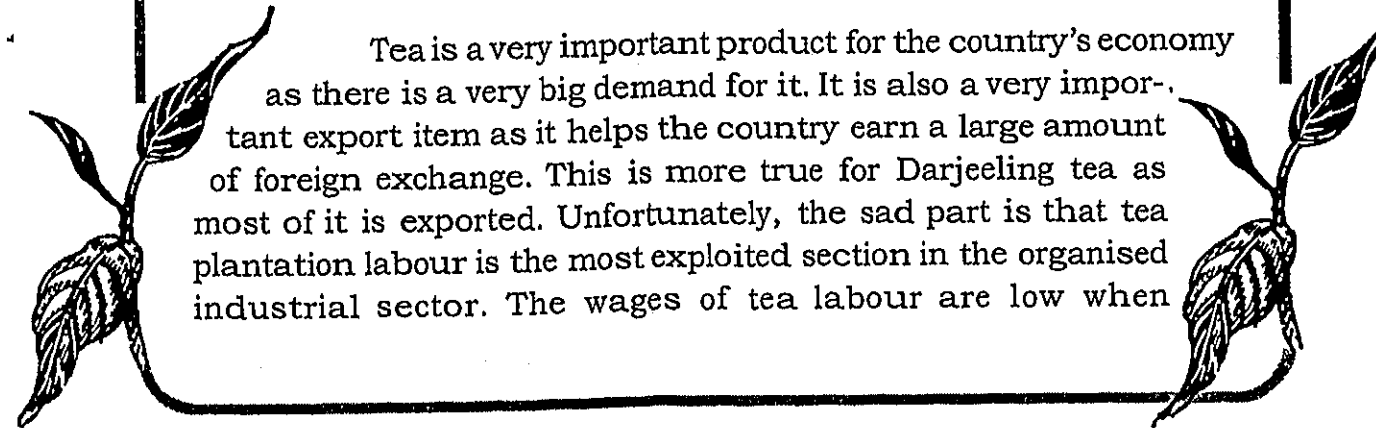 Tea is a very important product for the country's economy
as there is a very big demand for it. It is also a very impor-
tant export item as it helps the country earn a large amount
of foreign exchange. This is more true for Darjeeling tea as
most of it is exported. Unfortunately, the sad part is that tea
plantation labour is the most exploited section in the organised
industrial sector. The wages of tea labour are low when